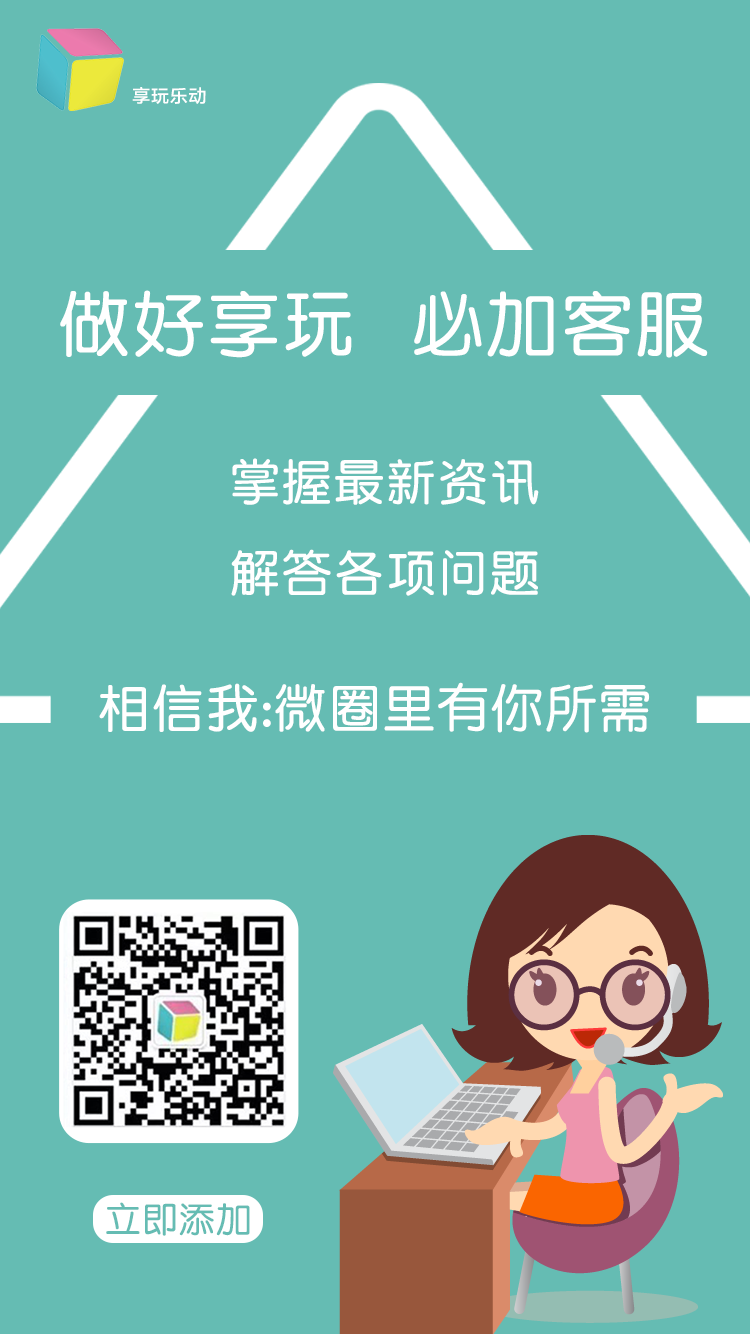 享玩乐动
做好享玩 必加客服
掌握最新资讯
解答各项问题
相信我:微圈里有你所需
立即添加